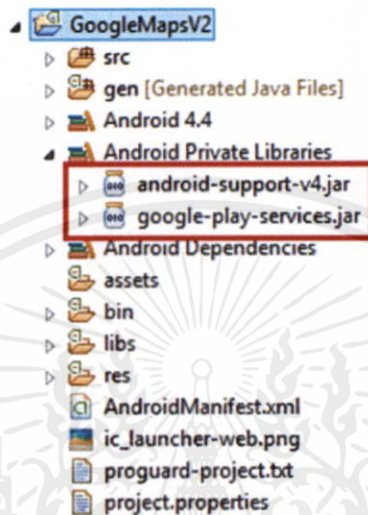 GoogleMapsV2
src
gen [Generated Java Files]
Android 4.4
Android Private Libraries
android-support-v4.jar
google-play-services.jar
Android Dependencies
assets
bin
libs
res
AndroidManifest.xml
ic_launcher-web.png
proguard-project.txt
project.properties